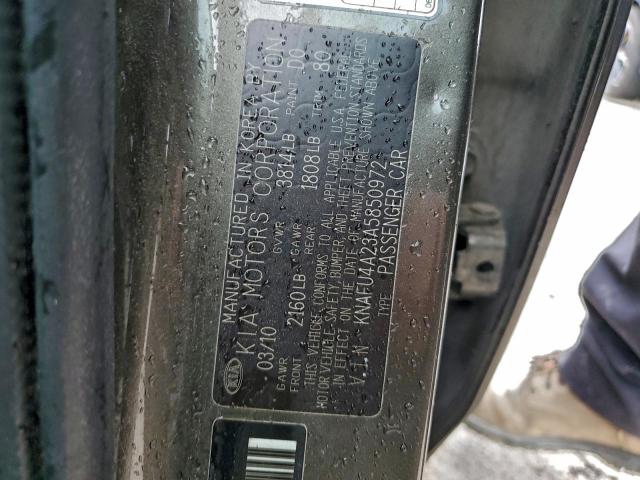 KIA
MANUFACTURED IN KOREA BY
KIA MOTORS CORPORATION
03/10 GVWR 3814LB PAINT D0
GAWR FRONT 2160LB GAWR REAR 1808LB TRIM 80
THIS VEHICLE CONFORMS TO ALL APPLICABLE U.S.A FEDERAL
MOTOR VEHICLE SAFETY, BUMPER, AND THEFT PREVENTION STANDARDS
IN EFFECT ON THE DATE OF MANUFACTURE SHOWN ABOVE.
V I N : KNAFU4A23A5850972
TYPE : PASSENGER CAR